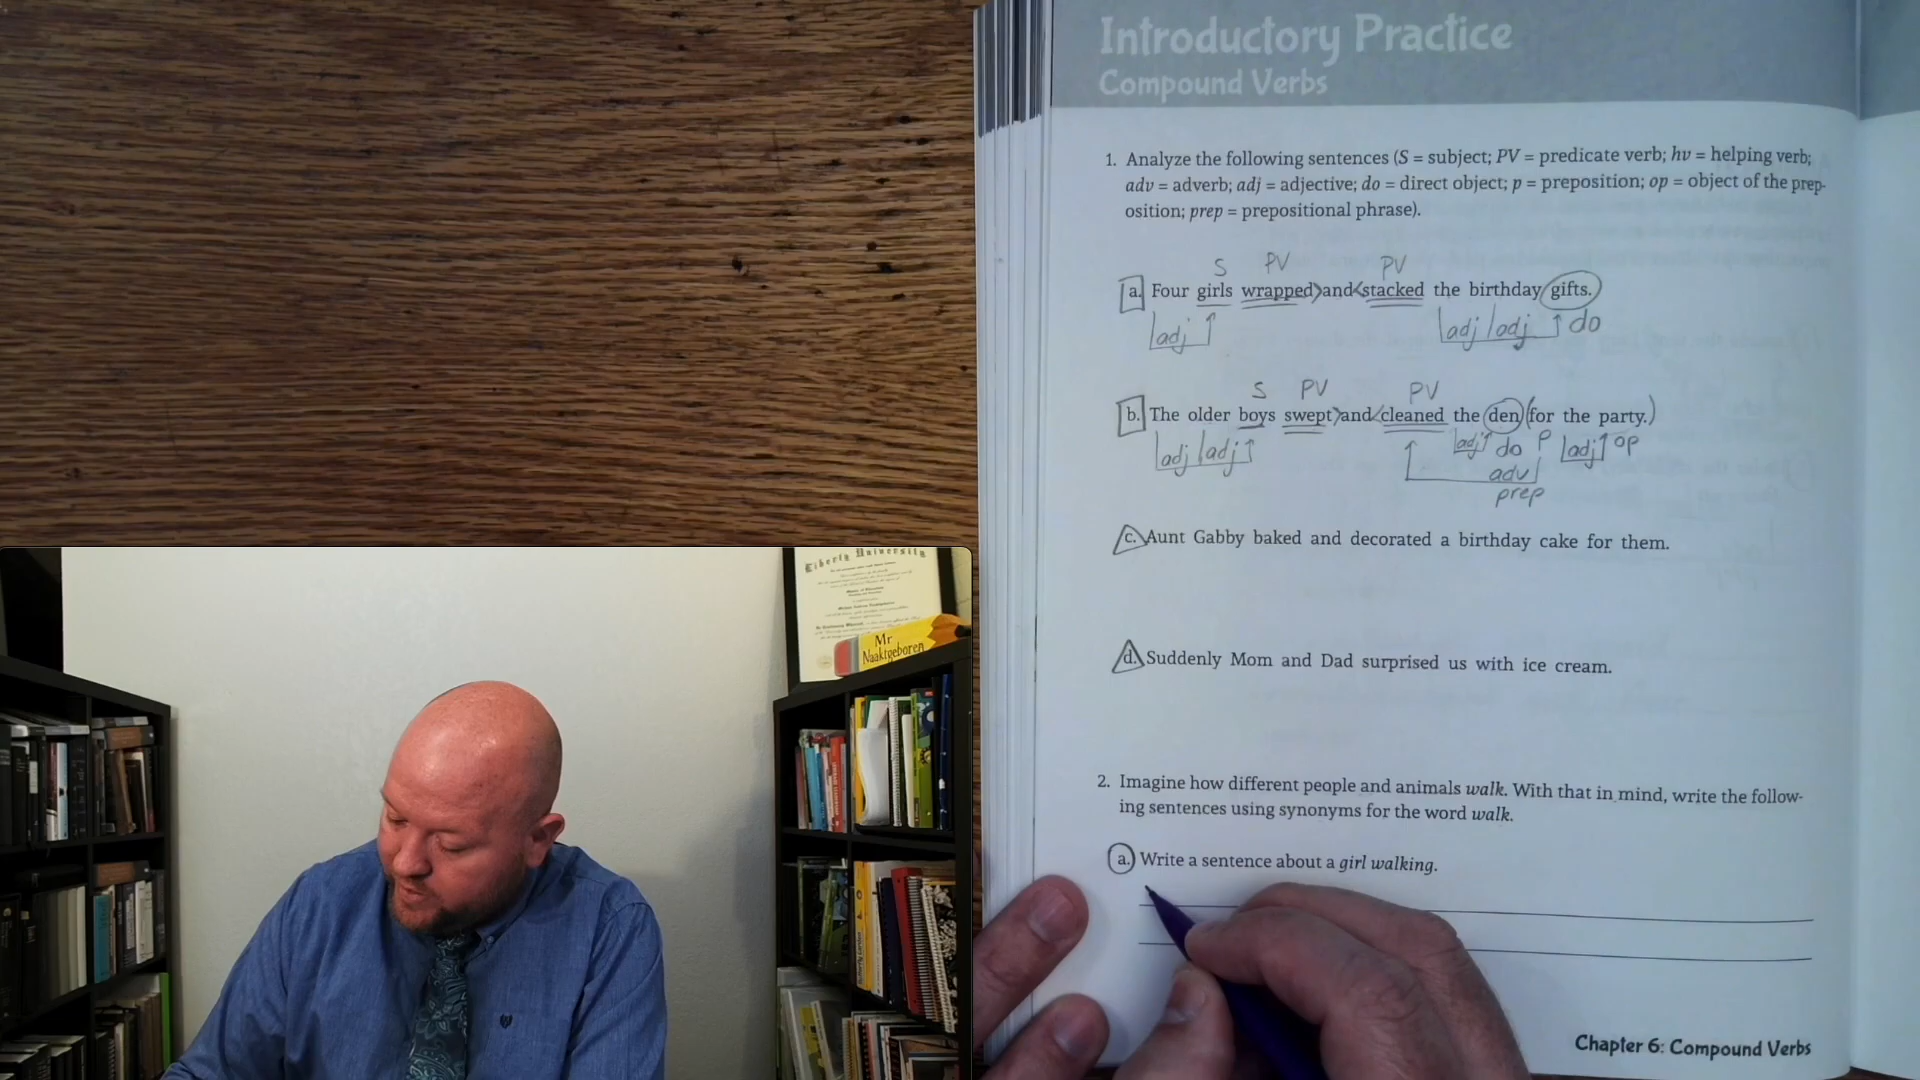 Introductory Practice
Compound Verbs
1. Analyze the following sentences (S = subject; PV = predicate verb; hv = helping verb;
adv = adverb; adj = adjective; do = direct object; p = preposition; op = object of the prep-
osition; prep = prepositional phrase).
S PV PV
a. Four girls wrapped and stacked the birthday gifts.
adj adj adj do
S PV PV
b. The older boys swept and cleaned the den (for the party.)
adj adj adj do p adj op
adv
prep
c. Aunt Gabby baked and decorated a birthday cake for them.
d. Suddenly Mom and Dad surprised us with ice cream.
2. Imagine how different people and animals walk. With that in mind, write the follow-
ing sentences using synonyms for the word walk.
a. Write a sentence about a girl walking.
Chapter 6: Compound Verbs
Liberty University
Mr
Naaktgeboren